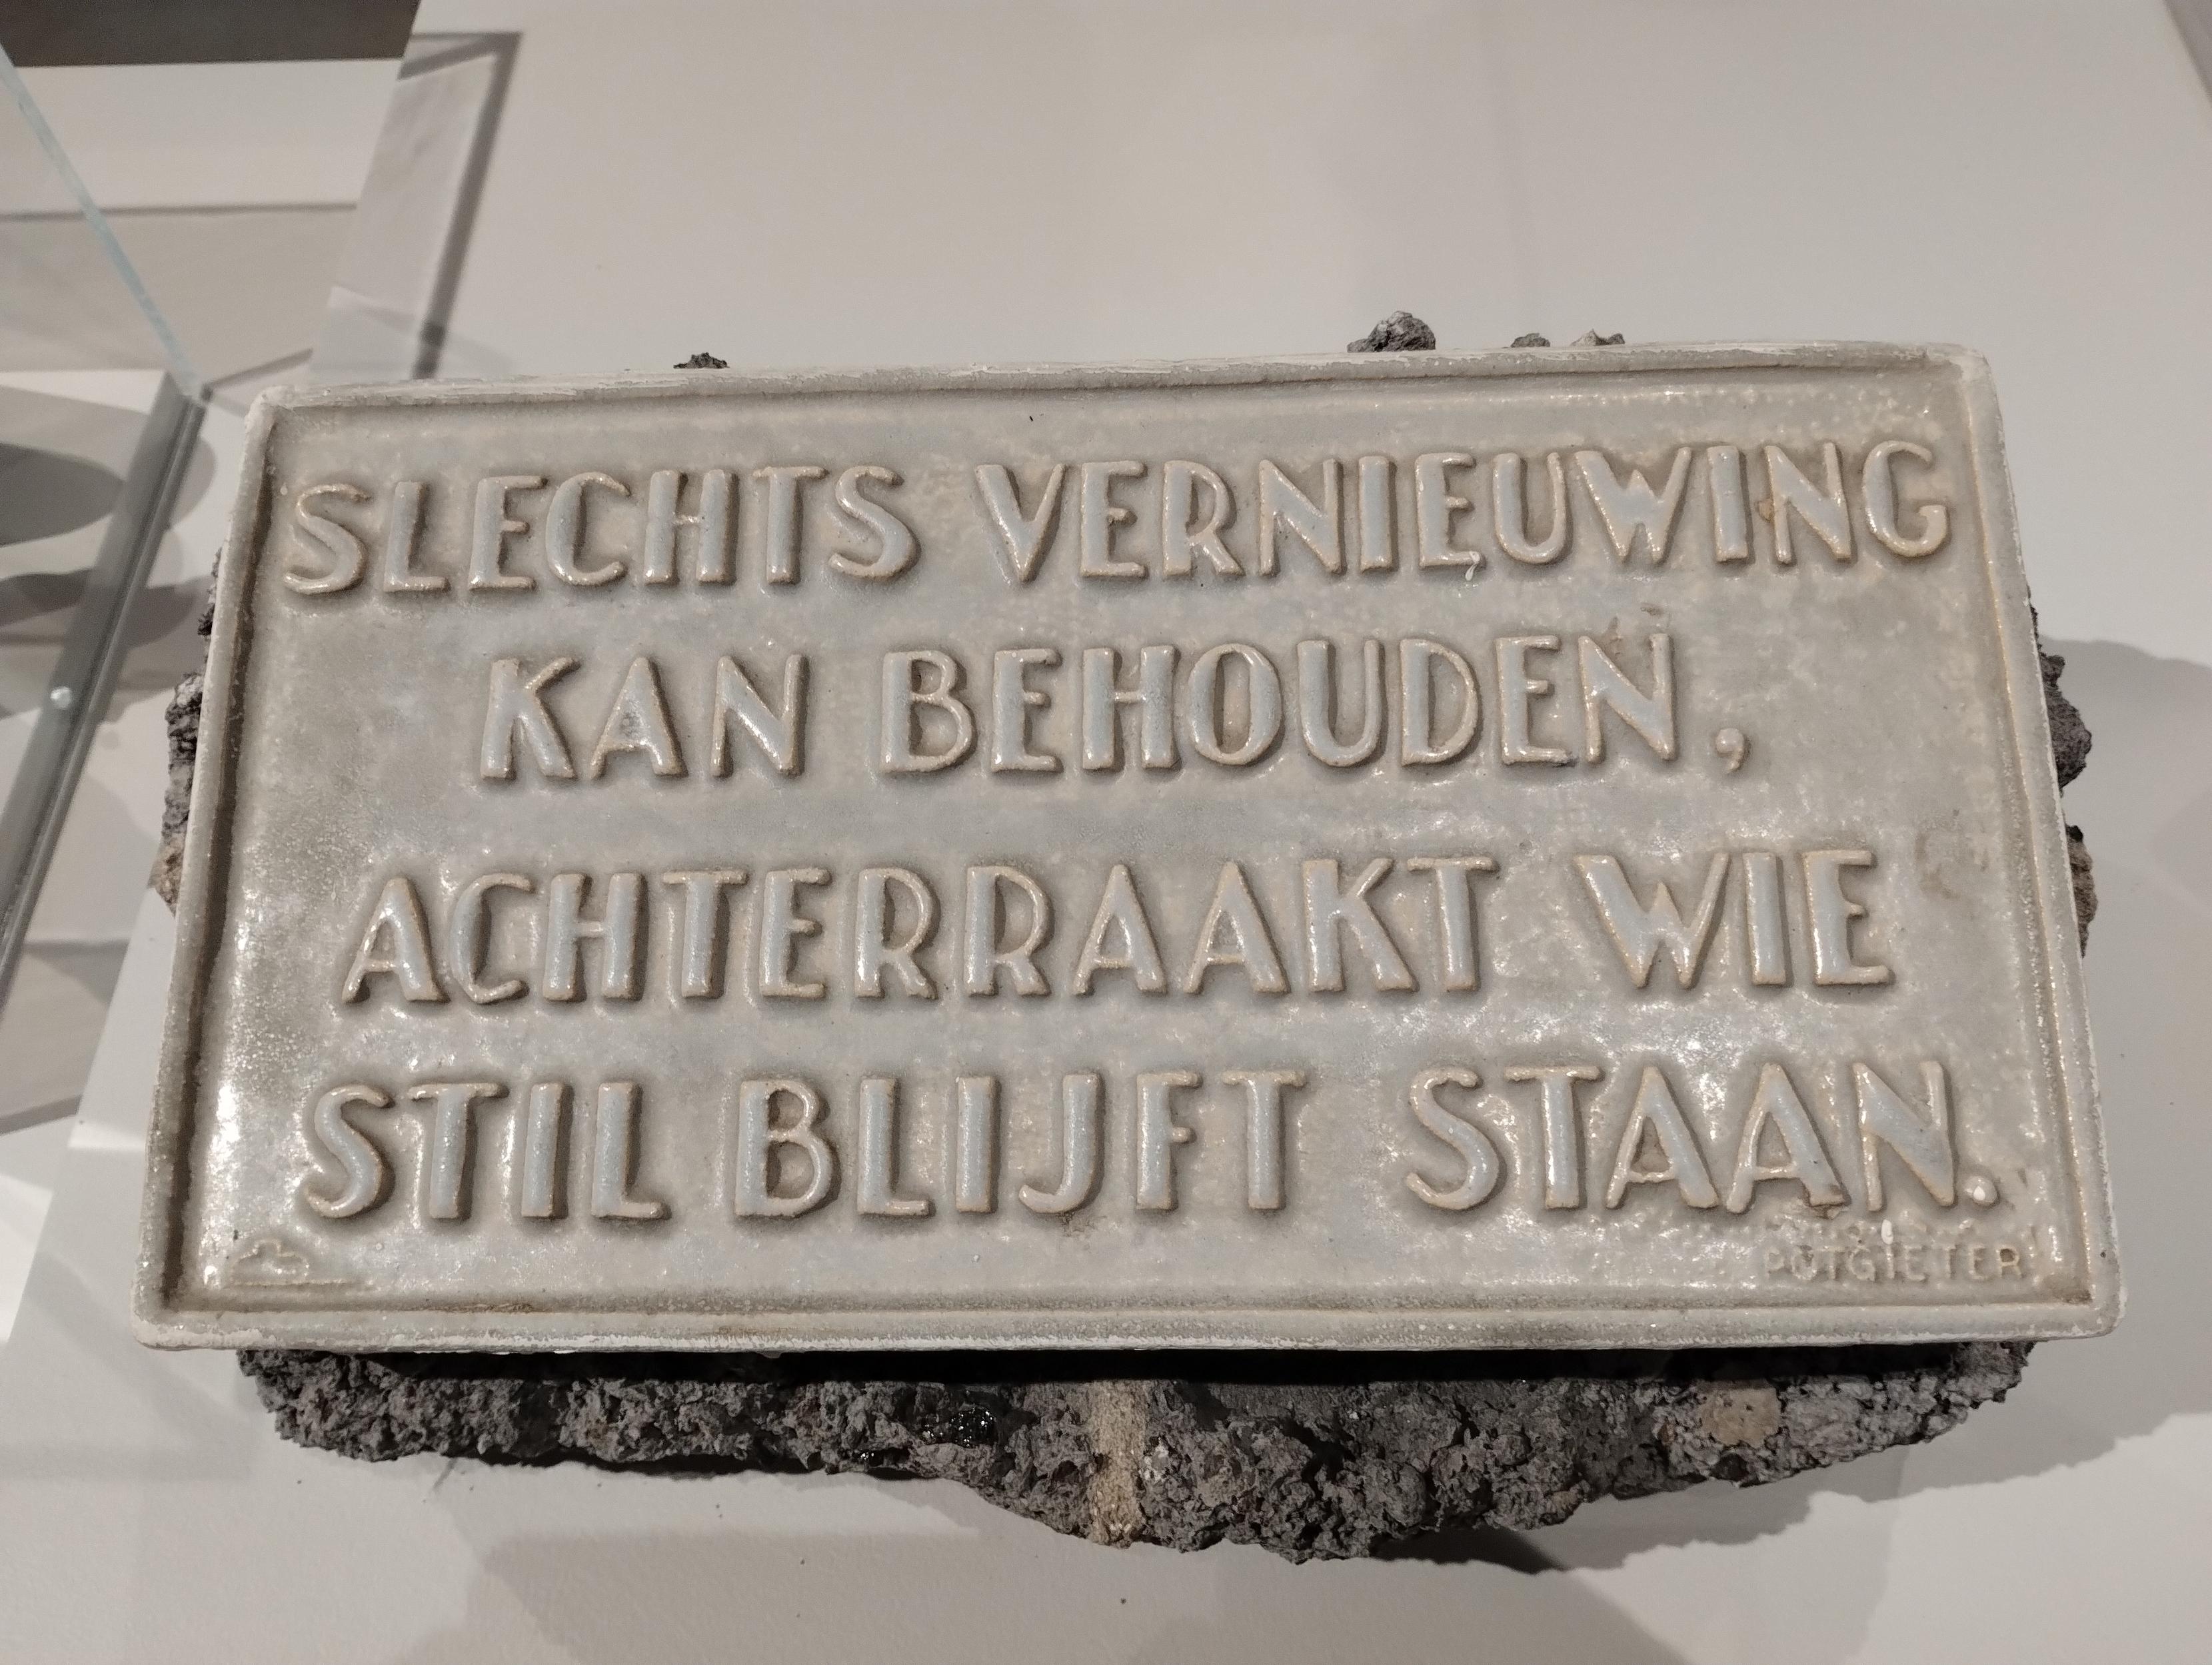 SLECHTS VERNIEUWING
KAN BEHOUDEN,
ACHTERRAAKT WIE
STIL BLIJFT STAAN.
POTGIETER